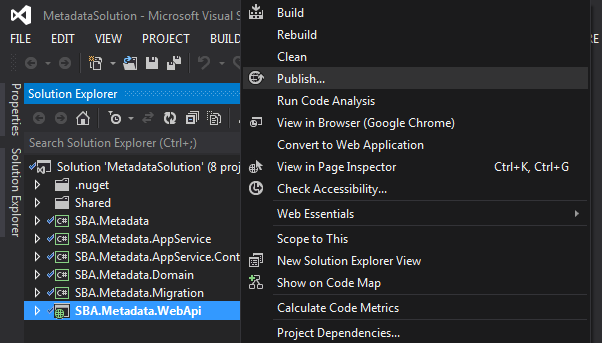 MetadataSolution - Microsoft Visual S
FILE EDIT VIEW PROJECT BUIL
Properties
Solution Explorer
Solution Explorer
Search Solution Explorer (Ctrl+;)
Solution 'MetadataSolution' (8 proj
.nuget
Shared
SBA.Metadata
SBA.Metadata.AppService
SBA.Metadata.AppService.Cont
SBA.Metadata.Domain
SBA.Metadata.Migration
SBA.Metadata.WebApi
Build
Rebuild
Clean
Publish...
Run Code Analysis
View in Browser (Google Chrome)
Convert to Web Application
View in Page Inspector Ctrl+K, Ctrl+G
Check Accessibility...
Web Essentials
Scope to This
New Solution Explorer View
Show on Code Map
Calculate Code Metrics
Project Dependencies...
RE